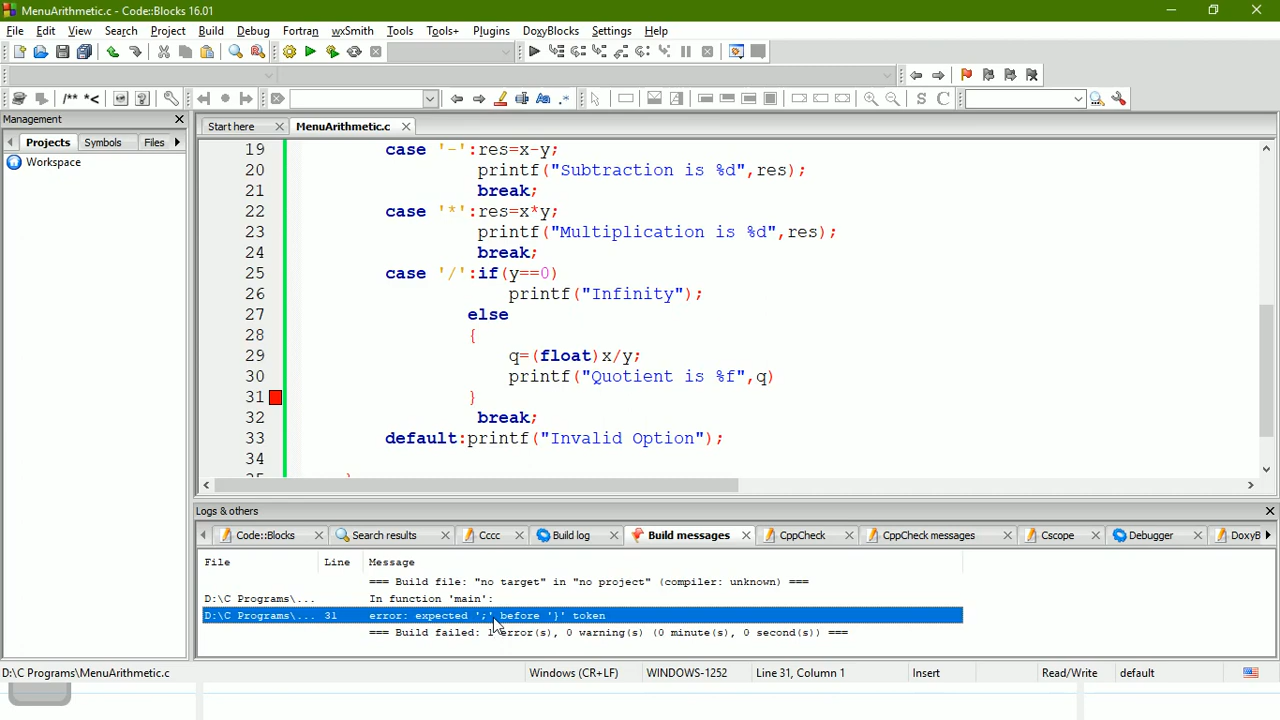 MenuArithmetic.c - Code::Blocks 16.01
File Edit View Search Project Build Debug Fortran wxSmith Tools Tools+ Plugins DoxyBlocks Settings Help
/** *<
Aa .*
S C
Management
Projects Symbols Files
Workspace
Start here MenuArithmetic.c
19 case '-':res=x-y;
20 printf("Subtraction is %d",res);
21 break;
22 case '*':res=x*y;
23 printf("Multiplication is %d",res);
24 break;
25 case '/':if(y==0)
26 printf("Infinity");
27 else
28 {
29 q=(float)x/y;
30 printf("Quotient is %f",q)
31 }
32 break;
33 default:printf("Invalid Option");
34
Logs & others
Code::Blocks Search results Cccc Build log Build messages CppCheck CppCheck messages Cscope Debugger DoxyB
File Line Message
=== Build file: "no target" in "no project" (compiler: unknown) ===
D:\C Programs\... In function 'main':
D:\C Programs\... 31 error: expected ';' before '}' token
=== Build failed: 1 error(s), 0 warning(s) (0 minute(s), 0 second(s)) ===
D:\C Programs\MenuArithmetic.c Windows (CR+LF) WINDOWS-1252 Line 31, Column 1 Insert Read/Write default